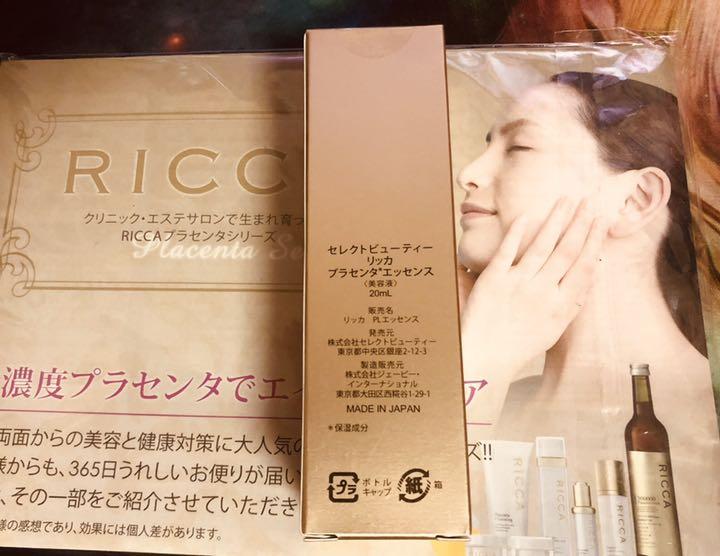 RICC
クリニック・エステサロンで生まれ育っ
RICCAプラセンタシリーズ
Placenta Se
濃度プラセンタでエイ
ア
両面からの美容と健康対策に大人気の
様からも、365日うれしいお便りが届い
、その一部をご紹介させていただき
様の感想であり、効果には個人差があります。
ズ!!
セレクトビューティー
リッカ
プラセンタ*エッセンス
〈美容液〉
20mL
販売名
リッカ PLエッセンス
発売元
株式会社セレクトビューティー
東京都中央区銀座2-12-3
製造販売元
株式会社ジェービー・
インターナショナル
東京都大田区西糀谷1-29-1
MADE IN JAPAN
*保湿成分
プラ
ボトル
キャップ
紙
箱
RICCA
RICCA
RICCA